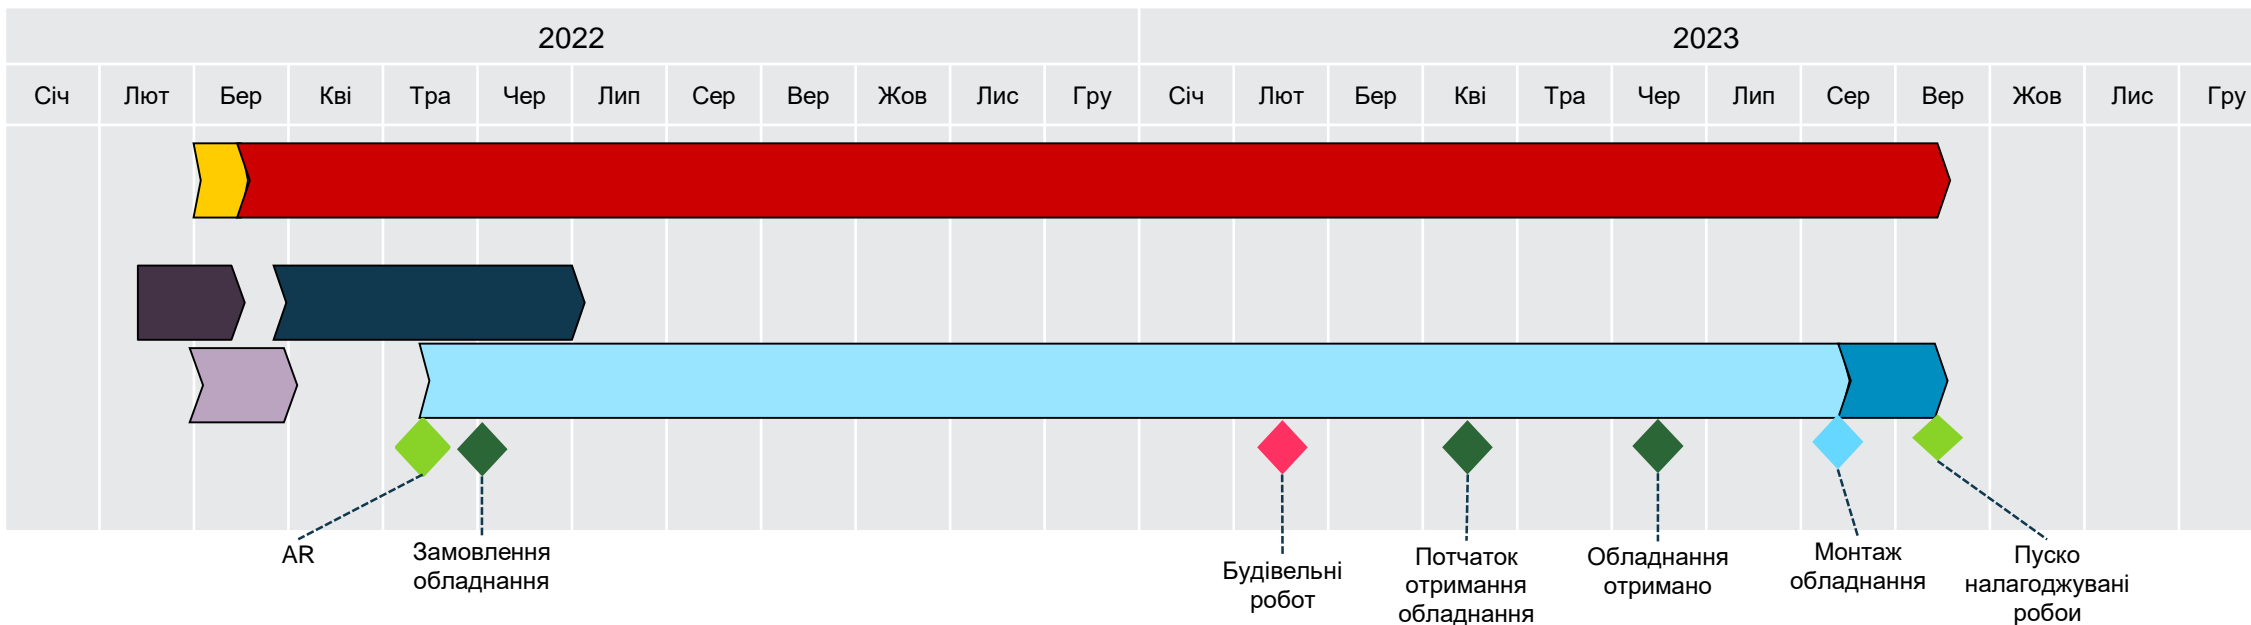 2022
2023
Січ Лют Бер Кві Тра Чер Лип Сер Вер Жов Лис Гру Січ Лют Бер Кві Тра Чер Лип Сер Вер Жов Лис Гру
AR
Замовлення
обладнання
Будівельні
робот
Потчаток
отримання
обладнання
Обладнання
отримано
Монтаж
обладнання
Пуско
налагоджувані
робои